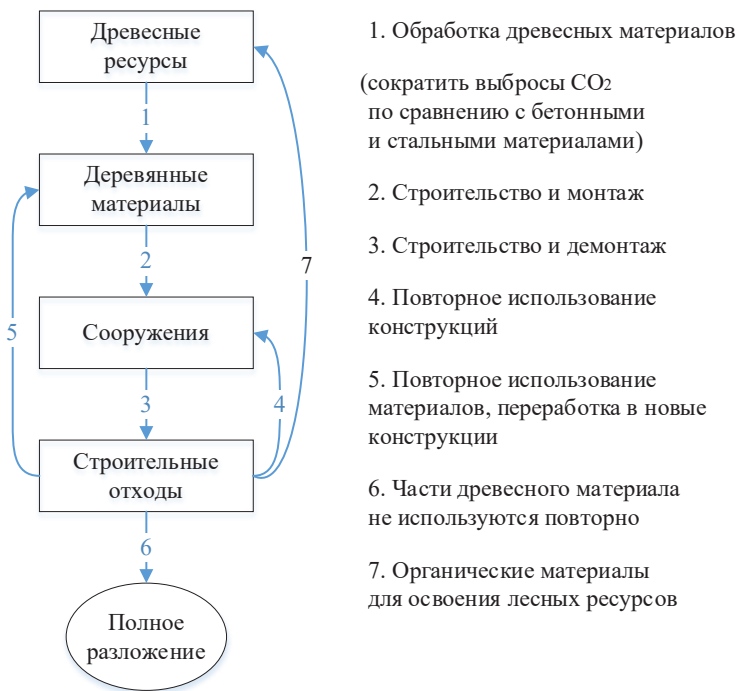 Древесные
ресурсы
1
Деревянные
материалы
2
7
5
Сооружения
3
4
Строительные
отходы
6
Полное
разложение
1. Обработка древесных материалов
(сократить выбросы CO2
по сравнению с бетонными
и стальными материалами)
2. Строительство и монтаж
3. Строительство и демонтаж
4. Повторное использование
конструкций
5. Повторное использование
материалов, переработка в новые
конструкции
6. Части древесного материала
не используются повторно
7. Органические материалы
для освоения лесных ресурсов